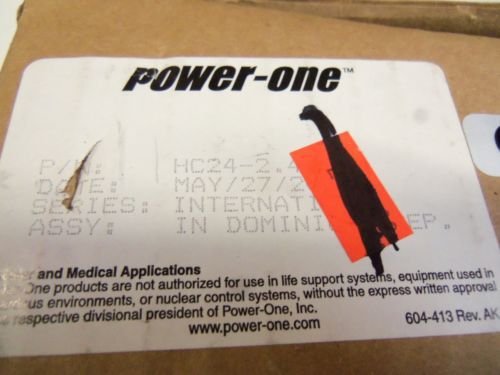 power-one™
P/N: HC24-2.4
DATE: MAY/27/2
SERIES: INTERNATI
ASSY: IN DOMINIC EP.
and Medical Applications
One products are not authorized for use in life support systems, equipment used in
environments, or nuclear control systems, without the express written approval
respective divisional president of Power-One, Inc.
www.power-one.com
604-413 Rev. AK